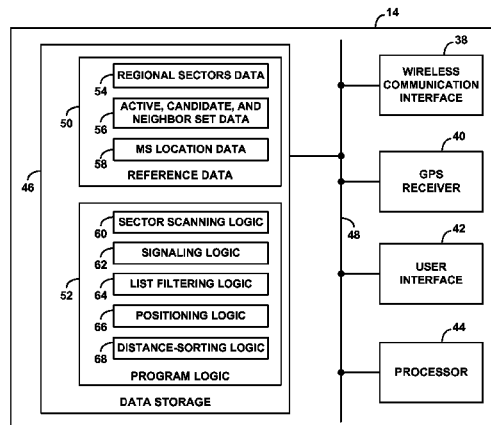 14
46
50
54
REGIONAL SECTORS DATA
56
ACTIVE, CANDIDATE, AND
NEIGHBOR SET DATA
58
MS LOCATION DATA
REFERENCE DATA
52
60
SECTOR SCANNING LOGIC
62
SIGNALING LOGIC
64
LIST FILTERING LOGIC
66
POSITIONING LOGIC
68
DISTANCE-SORTING LOGIC
PROGRAM LOGIC
DATA STORAGE
48
38
WIRELESS
COMMUNICATION
INTERFACE
40
GPS
RECEIVER
42
USER
INTERFACE
44
PROCESSOR